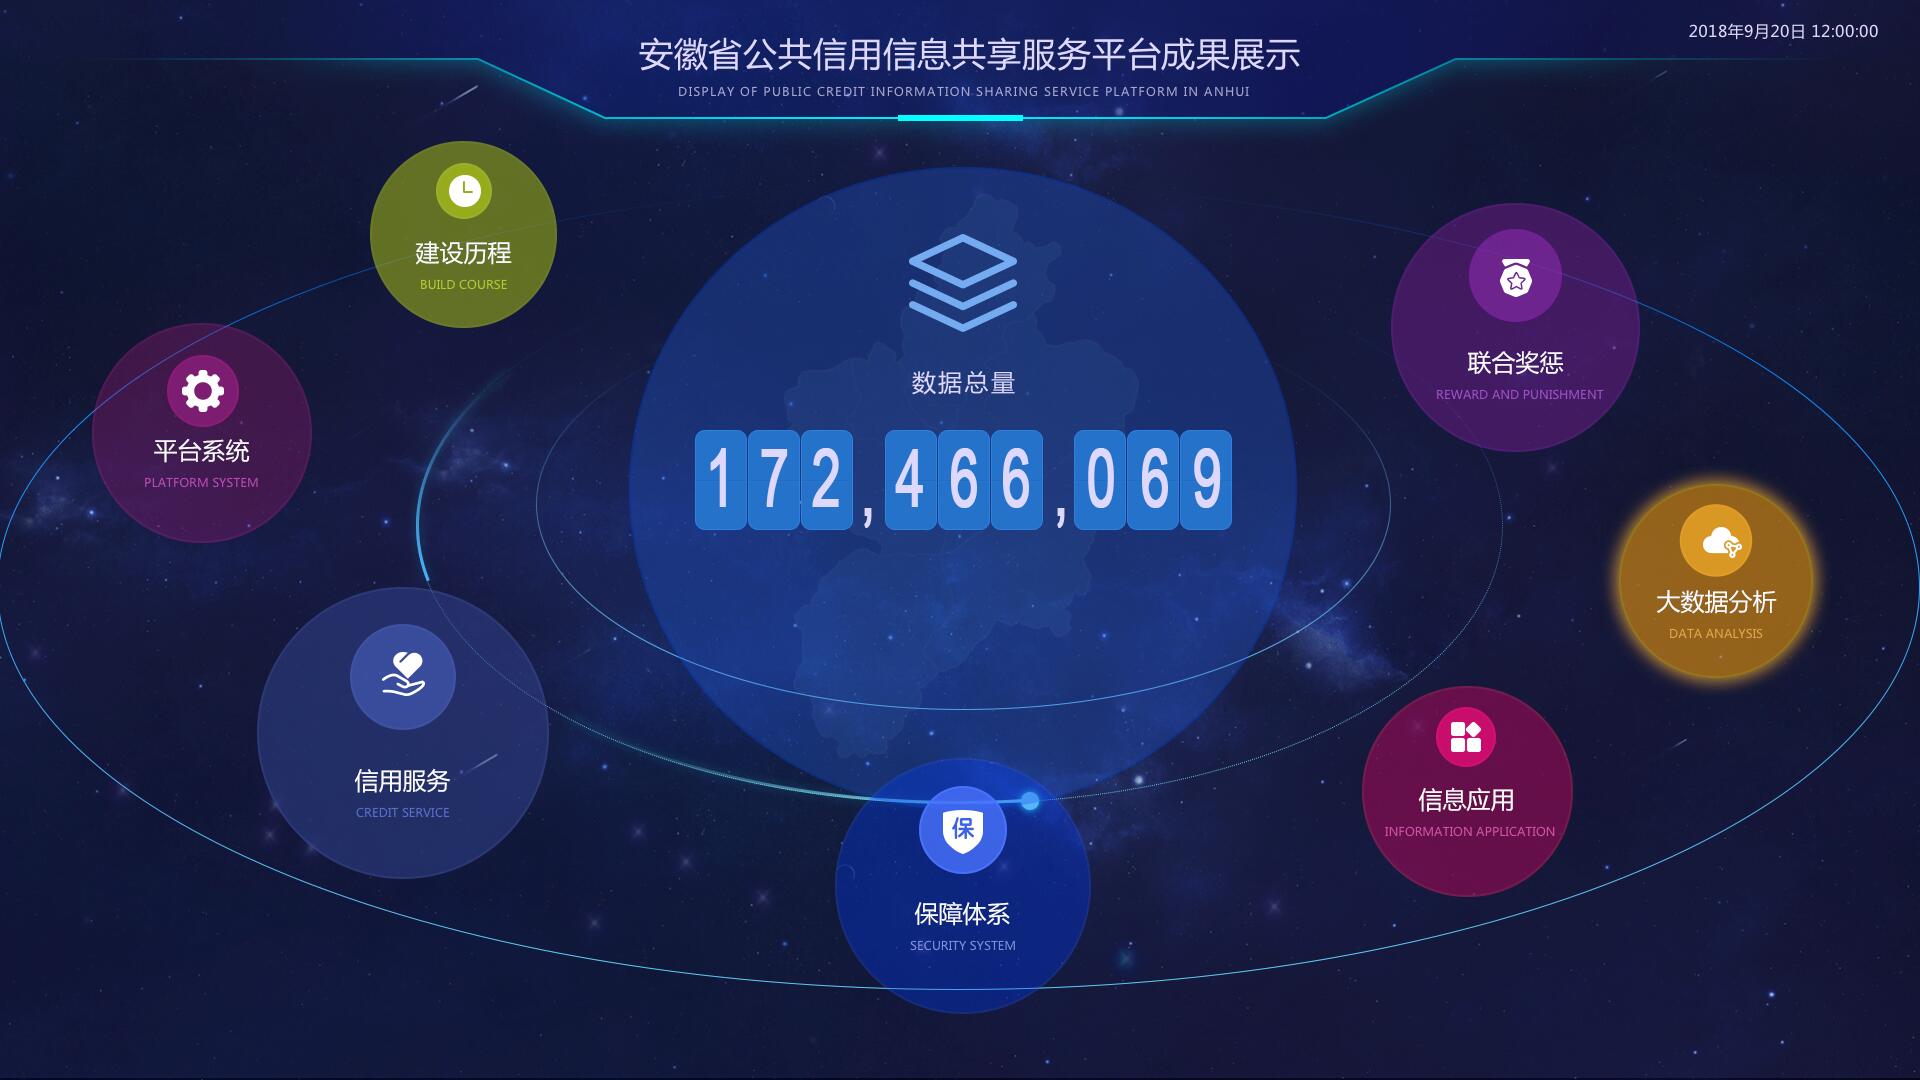 2018年9月20日 12:00:00
安徽省公共信用信息共享服务平台成果展示
DISPLAY OF PUBLIC CREDIT INFORMATION SHARING SERVICE PLATFORM IN ANHUI
建设历程
BUILD COURSE
联合奖惩
REWARD AND PUNISHMENT
数据总量
172,466,069
平台系统
PLATFORM SYSTEM
大数据分析
DATA ANALYSIS
信用服务
CREDIT SERVICE
信息应用
INFORMATION APPLICATION
保
保障体系
SECURITY SYSTEM